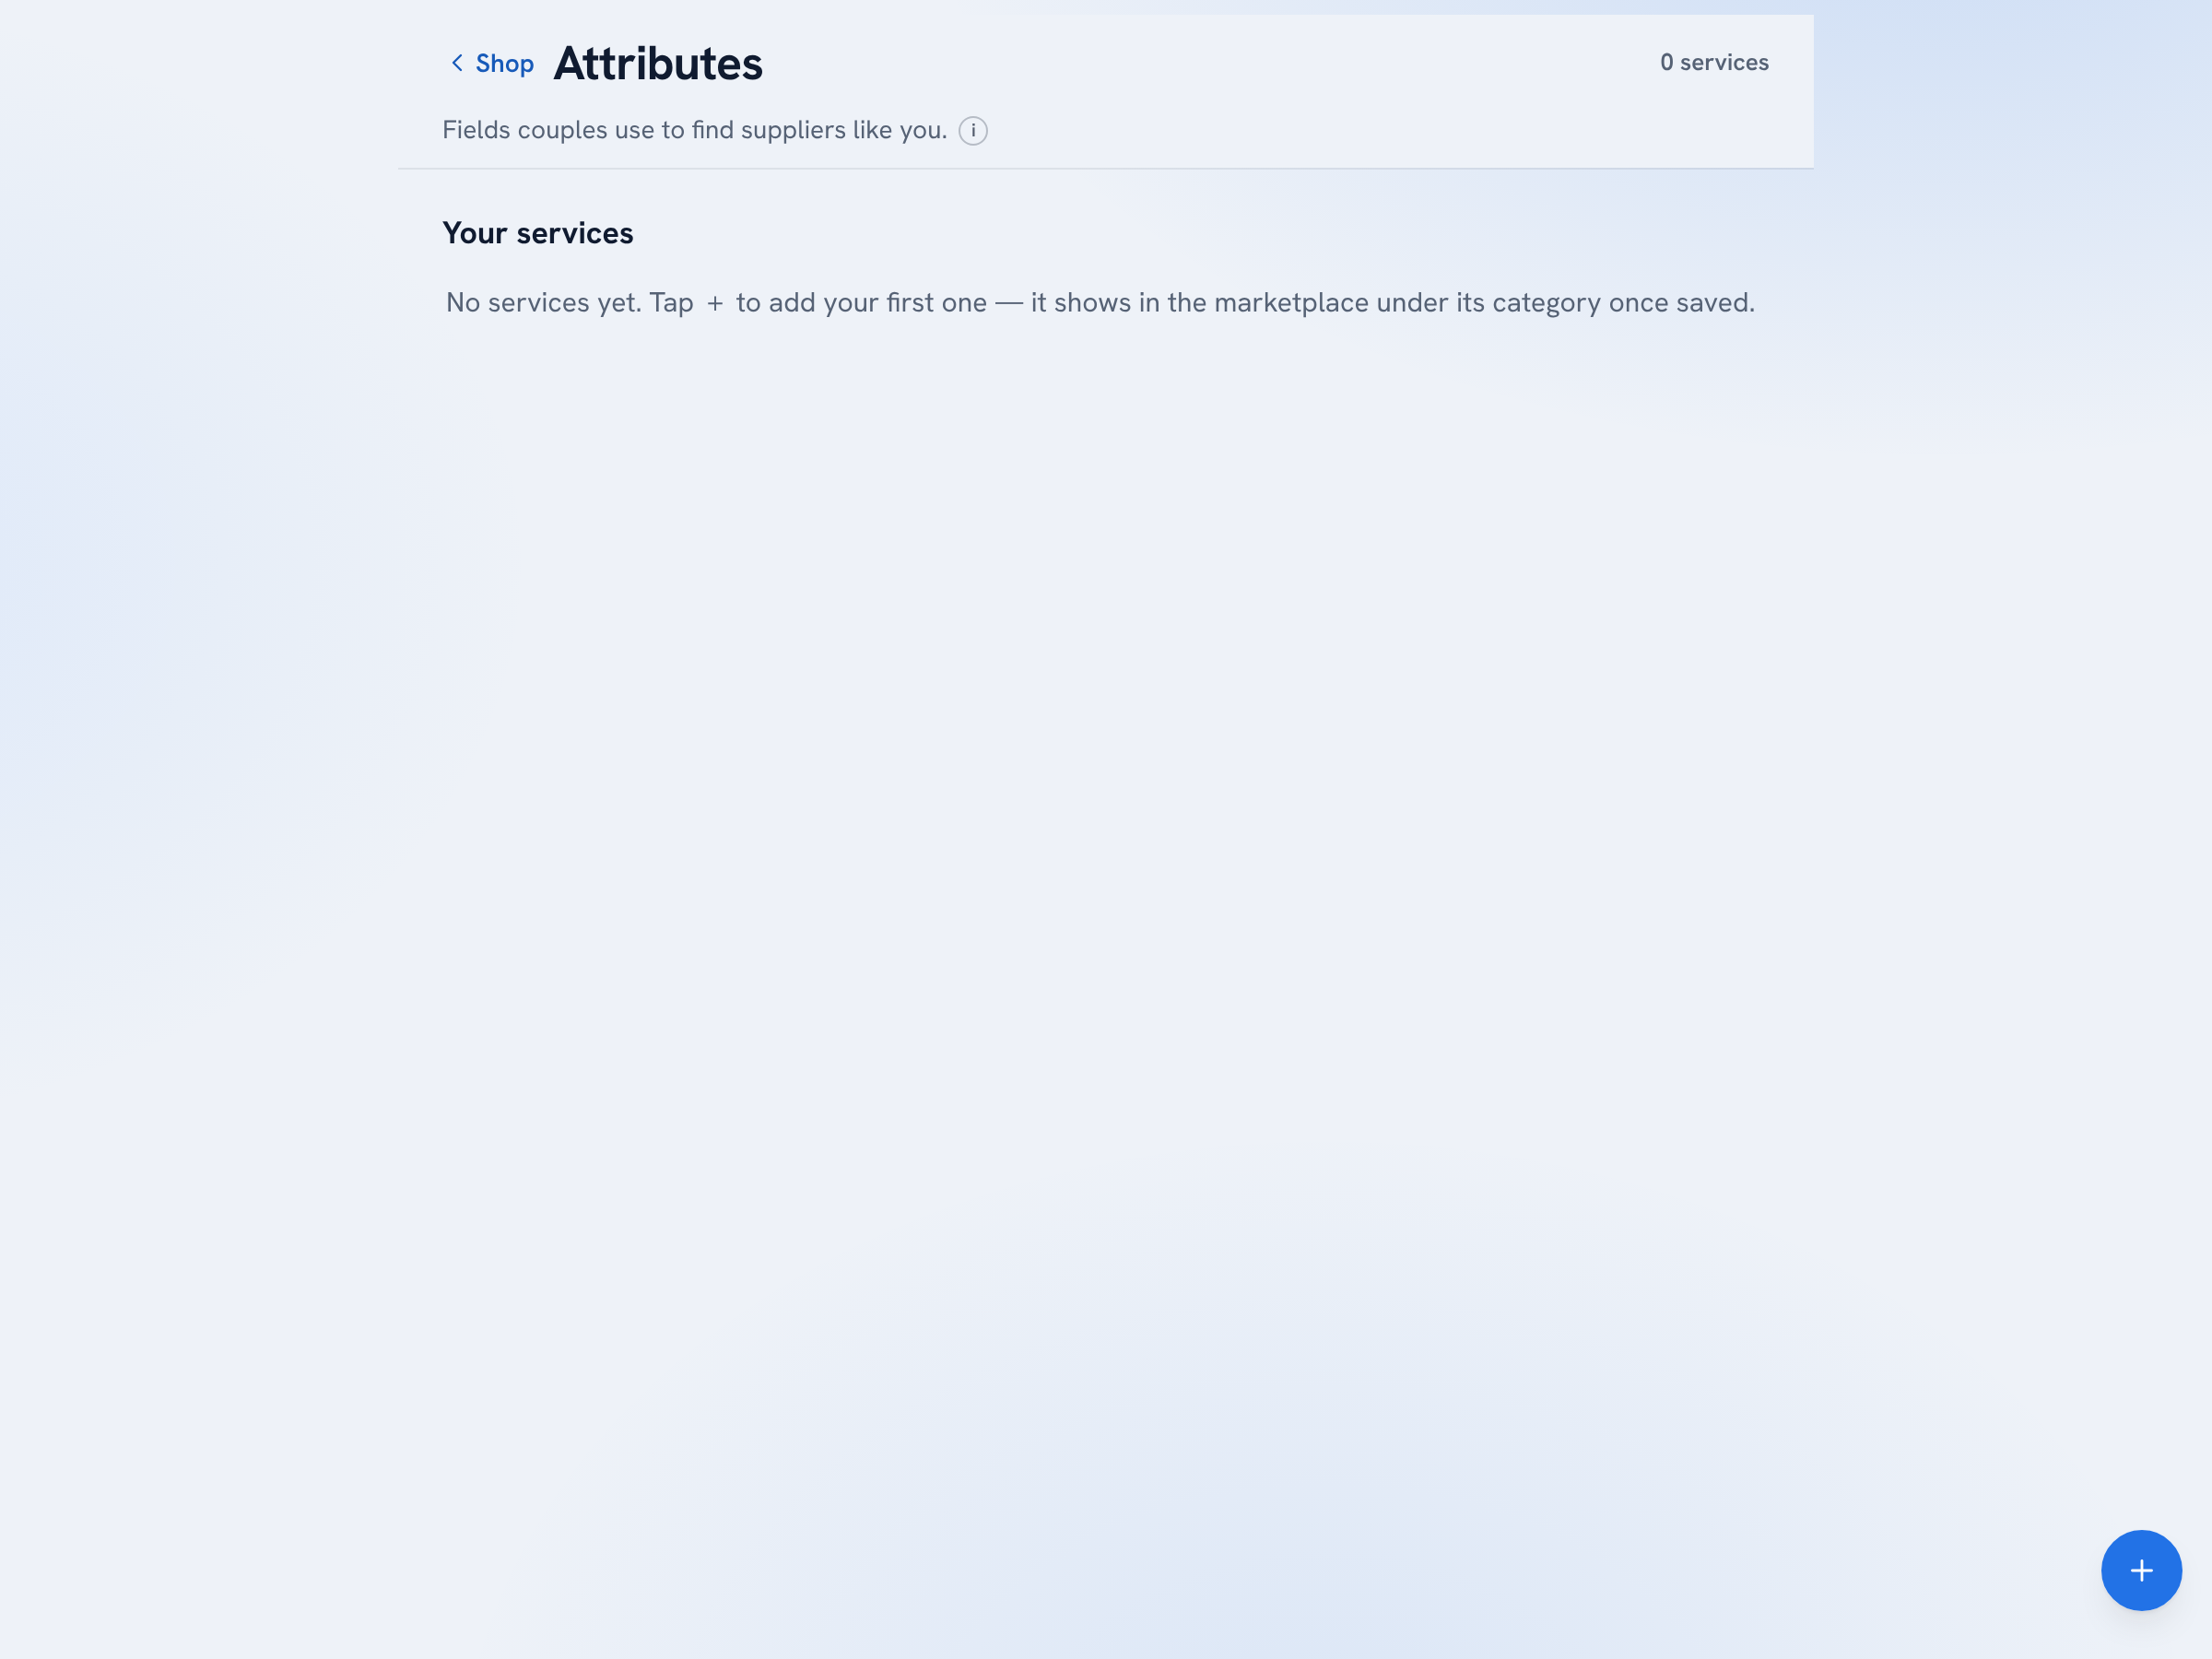 Shop Attributes 0 services
Fields couples use to find suppliers like you. i
Your services
No services yet. Tap + to add your first one — it shows in the marketplace under its category once saved.
+